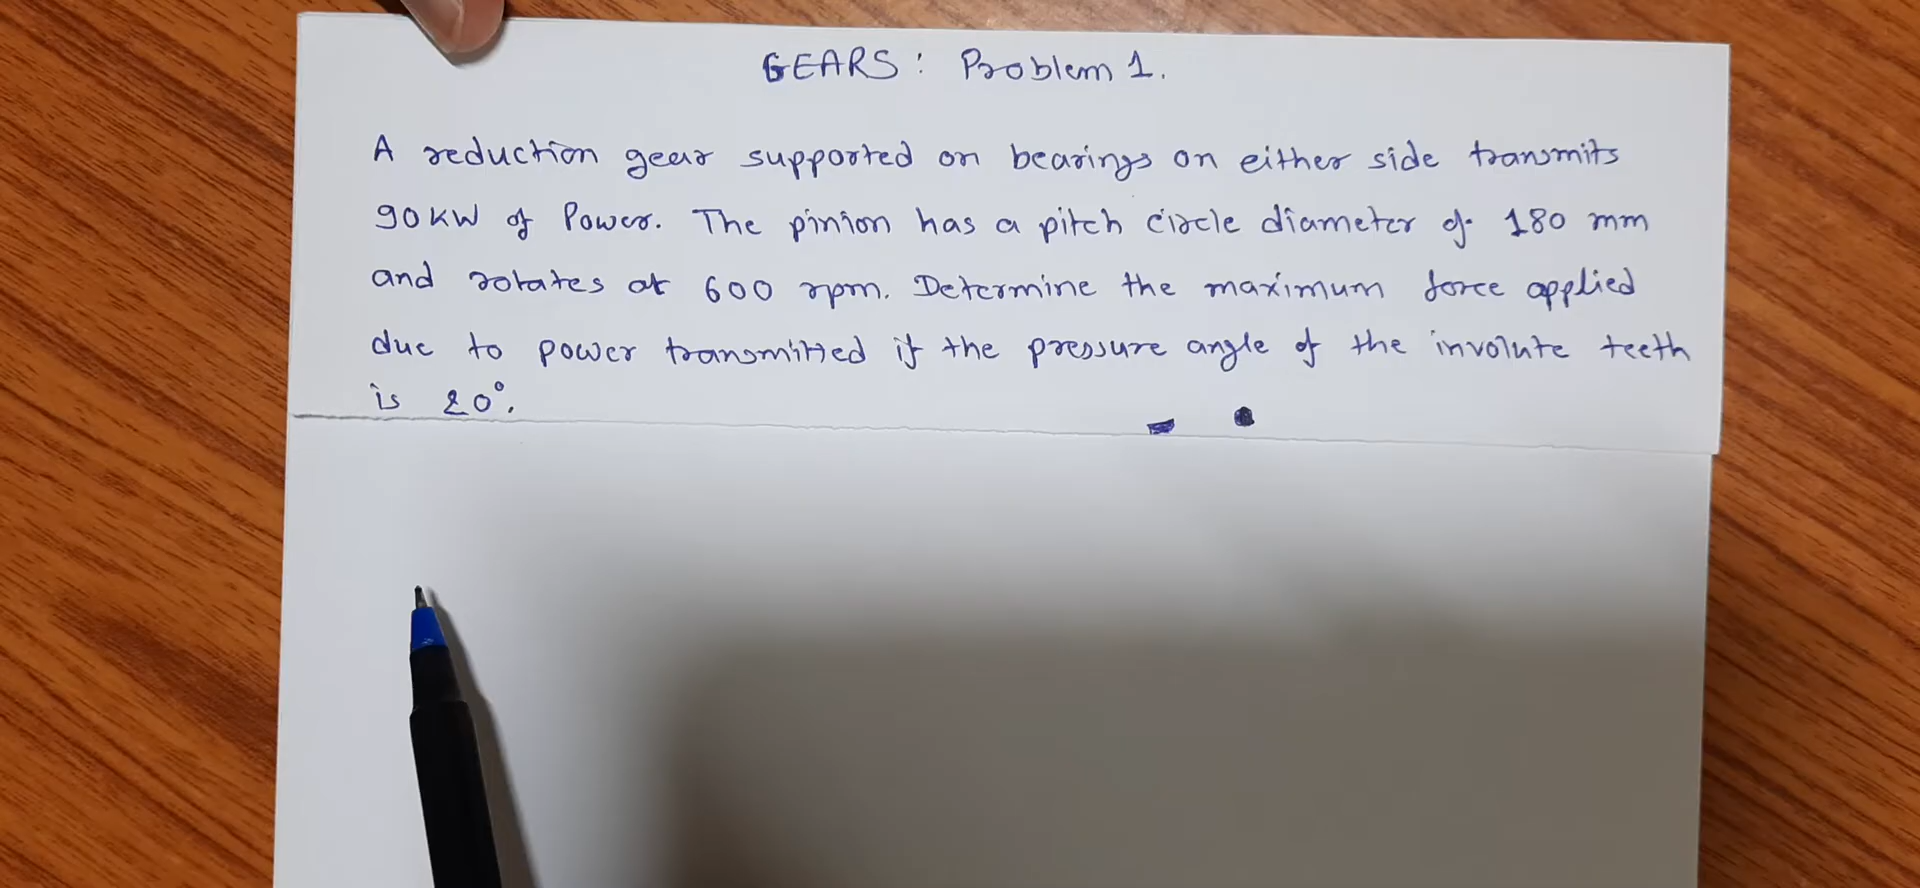 GEARS: Problem 1.
A reduction gear supported on bearings on either side transmits
90 KW of Power. The pinion has a pitch circle diameter of 180 mm
and rotates at 600 rpm. Determine the maximum force applied
due to power transmitted if the pressure angle of the involute teeth
is 20°.